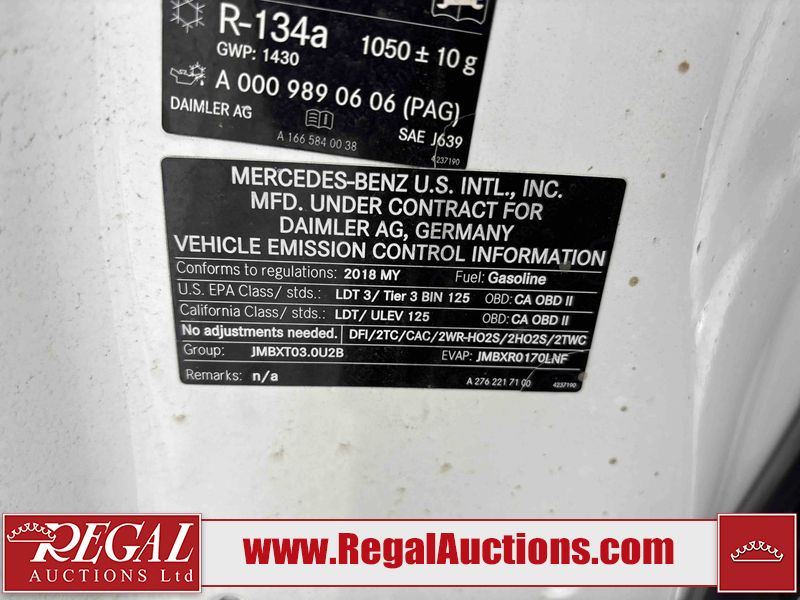 R-134a 1050 ± 10 g
GWP: 1430
A 000 989 06 06 (PAG)
DAIMLER AG
SAE J639
A 166 584 00 38
4237190
MERCEDES-BENZ U.S. INTL., INC.
MFD. UNDER CONTRACT FOR
DAIMLER AG, GERMANY
VEHICLE EMISSION CONTROL INFORMATION
Conforms to regulations: 2018 MY Fuel: Gasoline
U.S. EPA Class/ stds.: LDT 3/ Tier 3 BIN 125 OBD: CA OBD II
California Class/ stds.: LDT/ ULEV 125 OBD: CA OBD II
No adjustments needed. DFI/2TC/CAC/2WR-HO2S/2HO2S/2TWC
Group: JMBXT03.0U2B EVAP: JMBXR0170LNF
Remarks: n/a
A 276 221 71 00 4237190
REGAL
AUCTIONS Ltd
www.RegalAuctions.com